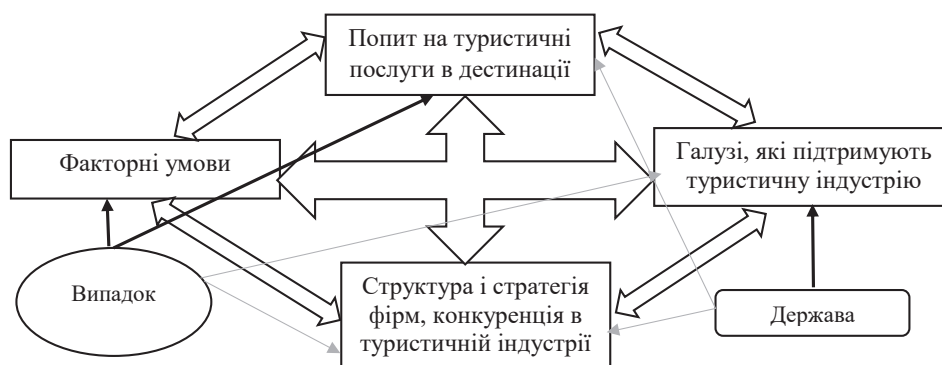 Попит на туристичні
послуги в дестинації
Факторні умови
Галузі, які підтримують
туристичну індустрію
Випадок
Структура і стратегія
фірм, конкуренція в
туристичній індустрії
Держава